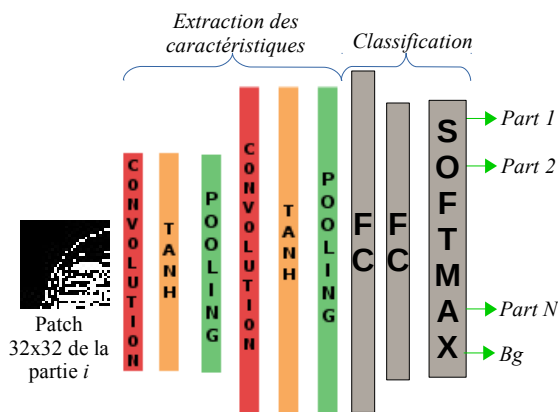 Extraction des
caractéristiques
Classification
CONVOLUTION
TANH
POOLING
CONVOLUTION
TANH
POOLING
FC
FC
SOFTMAX
Part 1
Part 2
Part N
Bg
Patch
32x32 de la
partie i